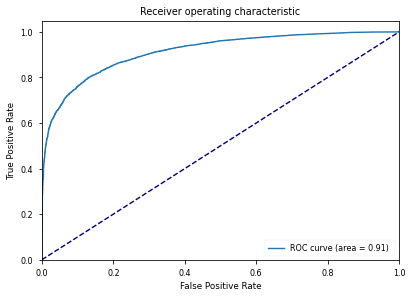 Receiver operating characteristic
1.0
0.8
0.6
0.4
0.2
0.0
True Positive Rate
ROC curve (area = 0.91)
0.0 0.2 0.4 0.6 0.8 1.0
False Positive Rate